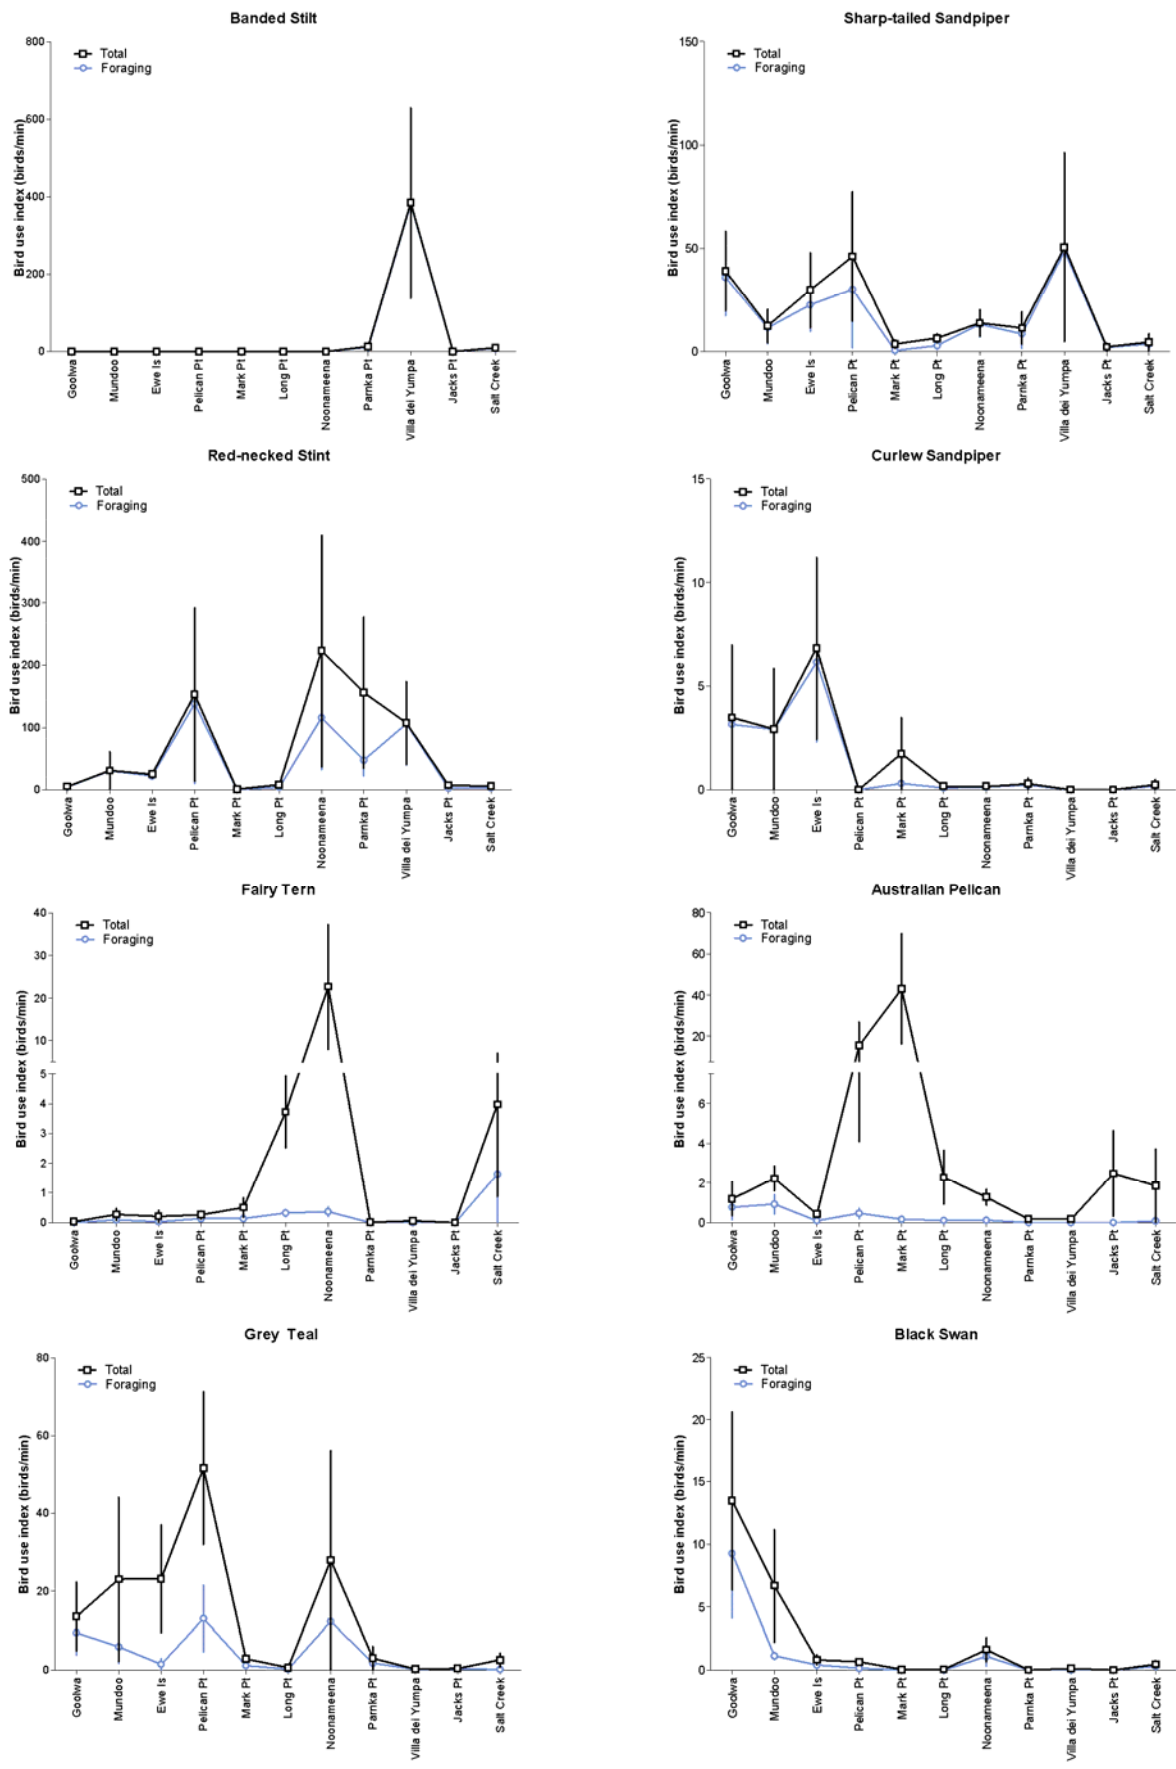 Banded Stilt
Total
Foraging
Bird use index (birds/min)
800
600
400
200
0
Goolwa
Mundoo
Ewe Is
Pelican Pt
Mark Pt
Long Pt
Noonameena
Parnka Pt
Villa dei Yumpa
Jacks Pt
Salt Creek
Sharp-tailed Sandpiper
Total
Foraging
Bird use index (birds/min)
150
100
50
0
Goolwa
Mundoo
Ewe Is
Pelican Pt
Mark Pt
Long Pt
Noonameena
Parnka Pt
Villa dei Yumpa
Jacks Pt
Salt Creek
Red-necked Stint
Total
Foraging
Bird use index (birds/min)
500
400
300
200
100
0
Goolwa
Mundoo
Ewe Is
Pelican Pt
Mark Pt
Long Pt
Noonameena
Parnka Pt
Villa dei Yumpa
Jacks Pt
Salt Creek
Curlew Sandpiper
Total
Foraging
Bird use index (birds/min)
15
10
5
0
Goolwa
Mundoo
Ewe Is
Pelican Pt
Mark Pt
Long Pt
Noonameena
Parnka Pt
Villa dei Yumpa
Jacks Pt
Salt Creek
Fairy Tern
Total
Foraging
Bird use index (birds/min)
40
30
20
10
5
4
3
2
1
0
Goolwa
Mundoo
Ewe Is
Pelican Pt
Mark Pt
Long Pt
Noonameena
Parnka Pt
Villa dei Yumpa
Jacks Pt
Salt Creek
Australian Pelican
Total
Foraging
Bird use index (birds/min)
80
60
40
20
6
4
2
0
Goolwa
Mundoo
Ewe Is
Pelican Pt
Mark Pt
Long Pt
Noonameena
Parnka Pt
Villa dei Yumpa
Jacks Pt
Salt Creek
Grey Teal
Total
Foraging
Bird use index (birds/min)
80
60
40
20
0
Goolwa
Mundoo
Ewe Is
Pelican Pt
Mark Pt
Long Pt
Noonameena
Parnka Pt
Villa dei Yumpa
Jacks Pt
Salt Creek
Black Swan
Total
Foraging
Bird use index (birds/min)
25
20
15
10
5
0
Goolwa
Mundoo
Ewe Is
Pelican Pt
Mark Pt
Long Pt
Noonameena
Parnka Pt
Villa dei Yumpa
Jacks Pt
Salt Creek